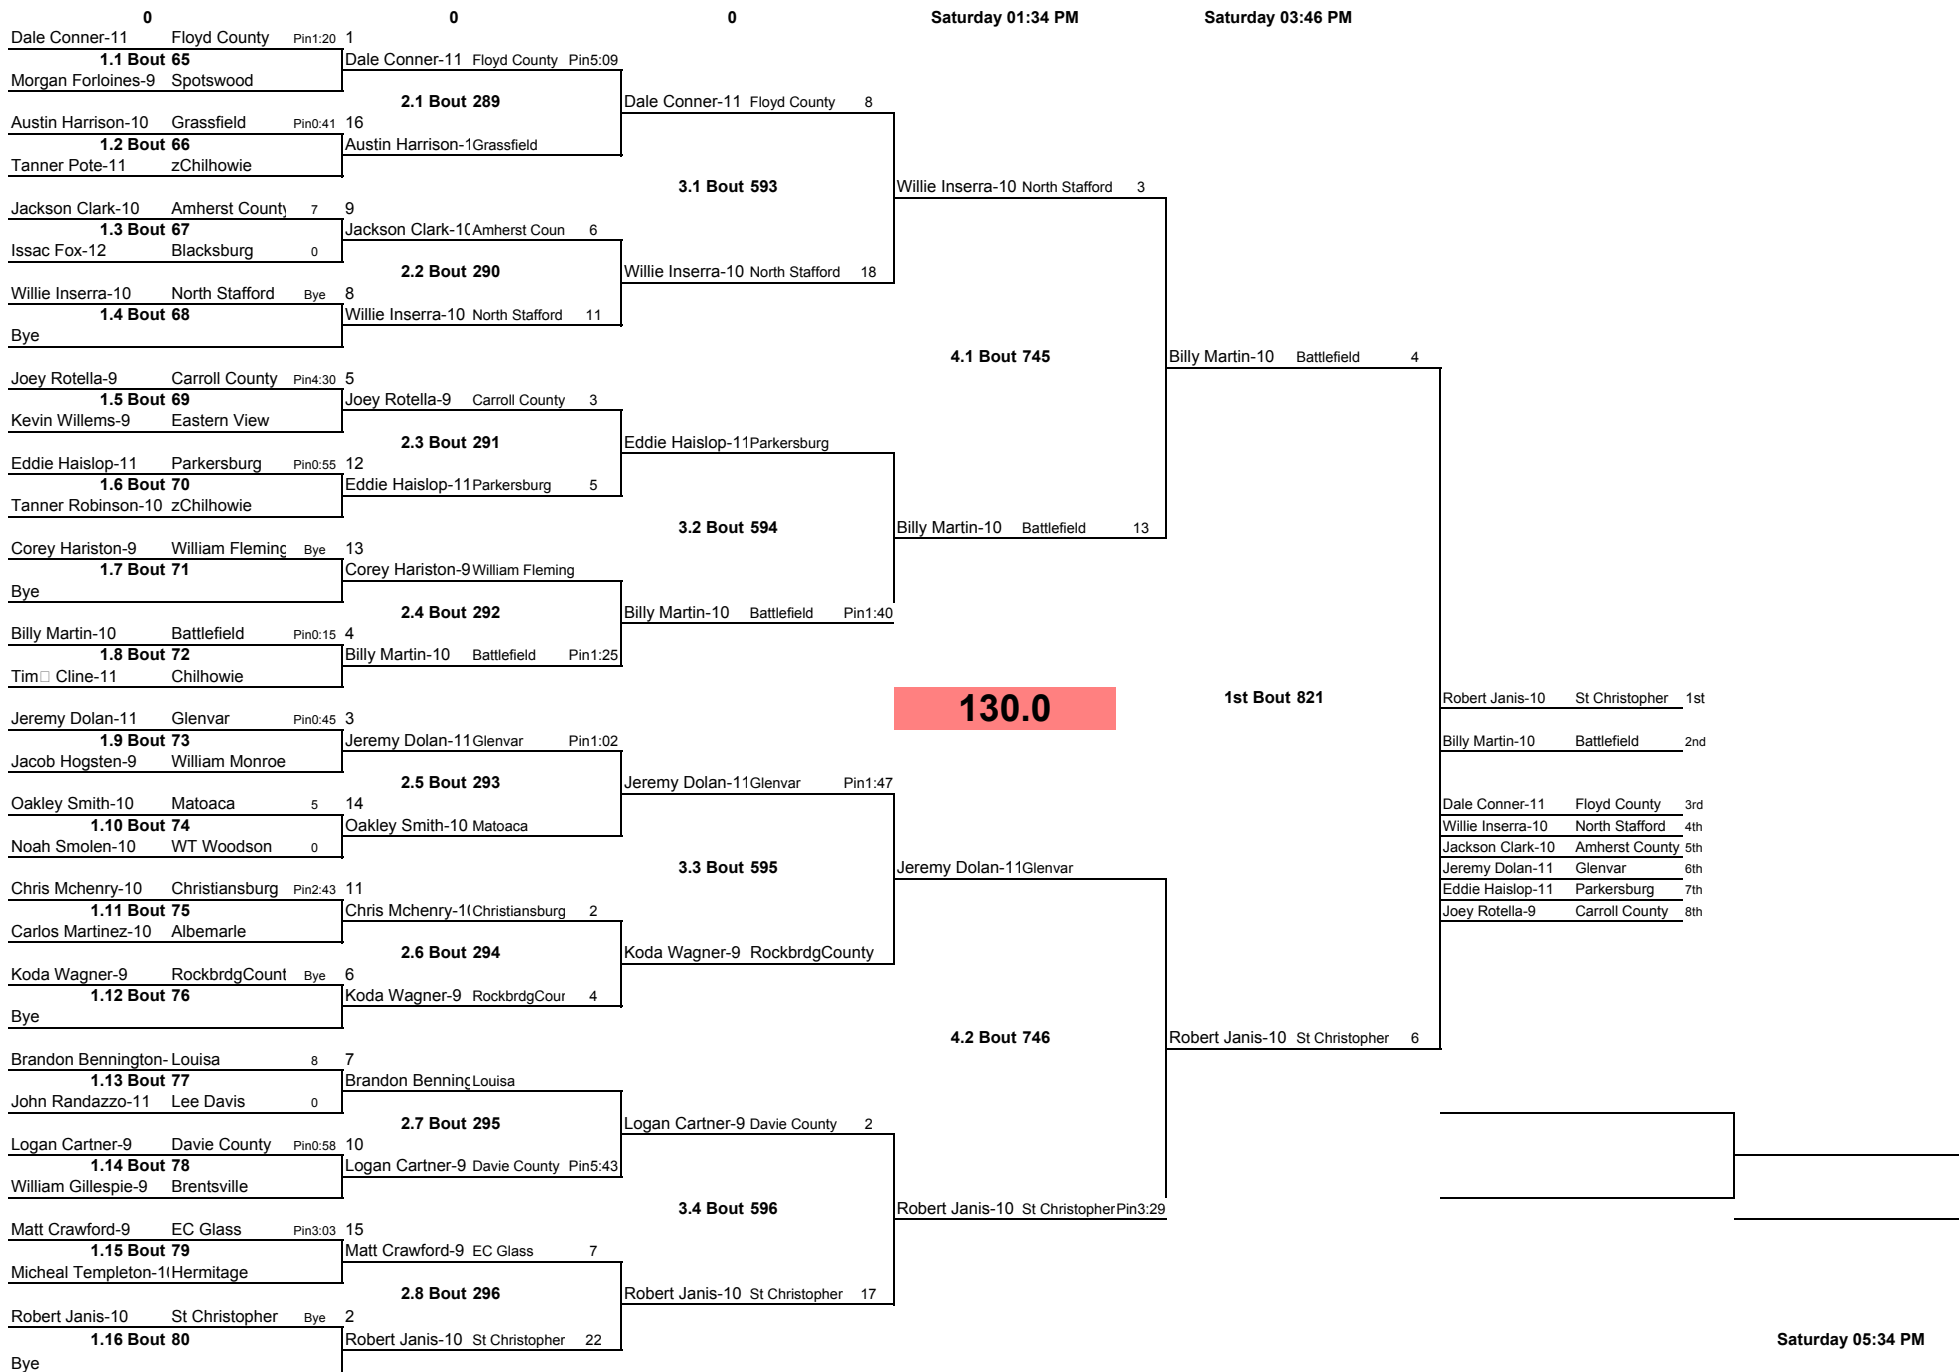 0 0 0 Saturday 01:34 PM Saturday 03:46 PM
Dale Conner-11 Floyd County Pin1:20 1
1.1 Bout 65
Morgan Forloines-9 Spotswood
Austin Harrison-10 Grassfield Pin0:41 16
1.2 Bout 66
Tanner Pote-11 zChilhowie
Jackson Clark-10 Amherst County 7 9
1.3 Bout 67
Issac Fox-12 Blacksburg 0
Willie Inserra-10 North Stafford Bye 8
1.4 Bout 68
Bye
Joey Rotella-9 Carroll County Pin4:30 5
1.5 Bout 69
Kevin Willems-9 Eastern View
Eddie Haislop-11 Parkersburg Pin0:55 12
1.6 Bout 70
Tanner Robinson-10 zChilhowie
Corey Hariston-9 William Fleming Bye 13
1.7 Bout 71
Bye
Billy Martin-10 Battlefield Pin0:15 4
1.8 Bout 72
Tim□ Cline-11 Chilhowie
Jeremy Dolan-11 Glenvar Pin0:45 3
1.9 Bout 73
Jacob Hogsten-9 William Monroe
Oakley Smith-10 Matoaca 5 14
1.10 Bout 74
Noah Smolen-10 WT Woodson 0
Chris Mchenry-10 Christiansburg Pin2:43 11
1.11 Bout 75
Carlos Martinez-10 Albemarle
Koda Wagner-9 RockbrdgCount Bye 6
1.12 Bout 76
Bye
Brandon Bennington- Louisa 8 7
1.13 Bout 77
John Randazzo-11 Lee Davis 0
Logan Cartner-9 Davie County Pin0:58 10
1.14 Bout 78
William Gillespie-9 Brentsville
Matt Crawford-9 EC Glass Pin3:03 15
1.15 Bout 79
Micheal Templeton-1( Hermitage
Robert Janis-10 St Christopher Bye 2
1.16 Bout 80
Bye
Dale Conner-11 Floyd County Pin5:09
2.1 Bout 289
Austin Harrison-1 Grassfield
Jackson Clark-1( Amherst Coun 6
2.2 Bout 290
Willie Inserra-10 North Stafford 11
Joey Rotella-9 Carroll County 3
2.3 Bout 291
Eddie Haislop-11 Parkersburg 5
Corey Hariston-9 William Fleming
2.4 Bout 292
Billy Martin-10 Battlefield Pin1:25
Jeremy Dolan-11 Glenvar Pin1:02
2.5 Bout 293
Oakley Smith-10 Matoaca
Chris Mchenry-1( Christiansburg 2
2.6 Bout 294
Koda Wagner-9 RockbrdgCour 4
Brandon Benning Louisa
2.7 Bout 295
Logan Cartner-9 Davie County Pin5:43
Matt Crawford-9 EC Glass 7
2.8 Bout 296
Robert Janis-10 St Christopher 22
Dale Conner-11 Floyd County 8
3.1 Bout 593
Willie Inserra-10 North Stafford 18
Eddie Haislop-11 Parkersburg
3.2 Bout 594
Billy Martin-10 Battlefield Pin1:40
Jeremy Dolan-11 Glenvar Pin1:47
3.3 Bout 595
Koda Wagner-9 RockbrdgCounty
Logan Cartner-9 Davie County 2
3.4 Bout 596
Robert Janis-10 St Christopher 17
Willie Inserra-10 North Stafford 3
4.1 Bout 745
Billy Martin-10 Battlefield 13
130.0
Jeremy Dolan-11 Glenvar
4.2 Bout 746
Robert Janis-10 St Christopher Pin3:29
Billy Martin-10 Battlefield 4
1st Bout 821
Robert Janis-10 St Christopher 6
Robert Janis-10 St Christopher 1st
Billy Martin-10 Battlefield 2nd
Dale Conner-11 Floyd County 3rd
Willie Inserra-10 North Stafford 4th
Jackson Clark-10 Amherst County 5th
Jeremy Dolan-11 Glenvar 6th
Eddie Haislop-11 Parkersburg 7th
Joey Rotella-9 Carroll County 8th
Saturday 05:34 PM